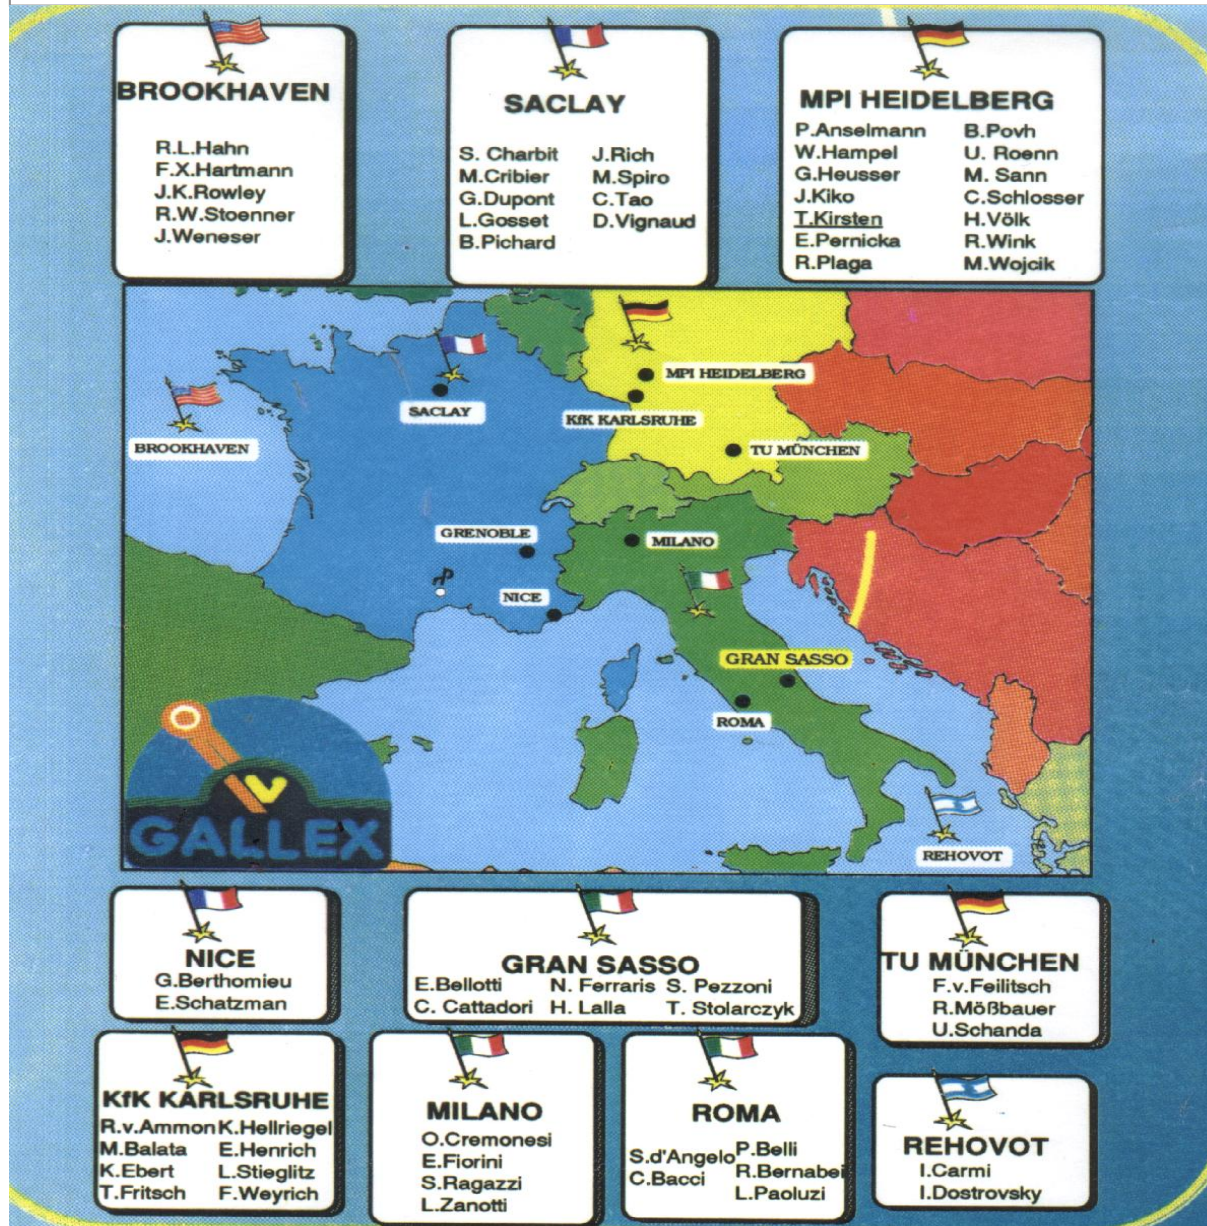 BROOKHAVEN
R.L.Hahn
F.X.Hartmann
J.K.Rowley
R.W.Stoenner
J.Weneser
SACLAY
S. Charbit J.Rich
M.Cribier M.Spiro
G.Dupont C.Tao
L.Gosset D.Vignaud
B.Pichard
MPI HEIDELBERG
P.Anselmann B.Povh
W.Hampel U. Roenn
G.Heusser M. Sann
J.Kiko C.Schlosser
T.Kirsten H.Völk
E.Pernicka R.Wink
R.Plaga M.Wojcik
MPI HEIDELBERG
SACLAY
KfK KARLSRUHE
BROOKHAVEN
TU MÜNCHEN
GRENOBLE
MILANO
NICE
GRAN SASSO
ROMA
GALLEX
REHOVOT
NICE
G.Berthomieu
E.Schatzman
GRAN SASSO
E.Bellotti N. Ferraris S. Pezzoni
C. Cattadori H. Lalla T. Stolarczyk
TU MÜNCHEN
F.v.Feilitsch
R.Mößbauer
U.Schanda
KfK KARLSRUHE
R.v.Ammon K.Hellriegel
M.Balata E.Henrich
K.Ebert L.Stieglitz
T.Fritsch F.Weyrich
MILANO
O.Cremonesi
E.Fiorini
S.Ragazzi
L.Zanotti
ROMA
S.d'Angelo P.Belli
C.Bacci R.Bernabei
L.Paoluzi
REHOVOT
I.Carmi
I.Dostrovsky